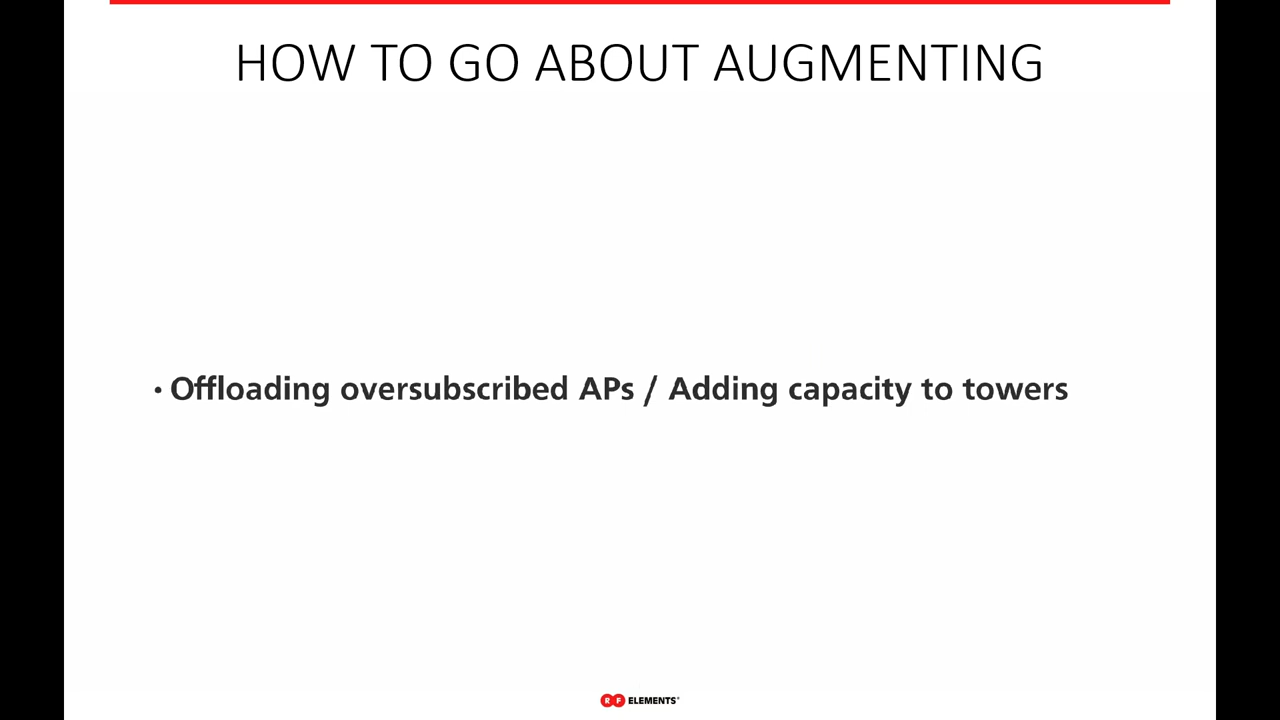 HOW TO GO ABOUT AUGMENTING
• Offloading oversubscribed APs / Adding capacity to towers
RF ELEMENTS®